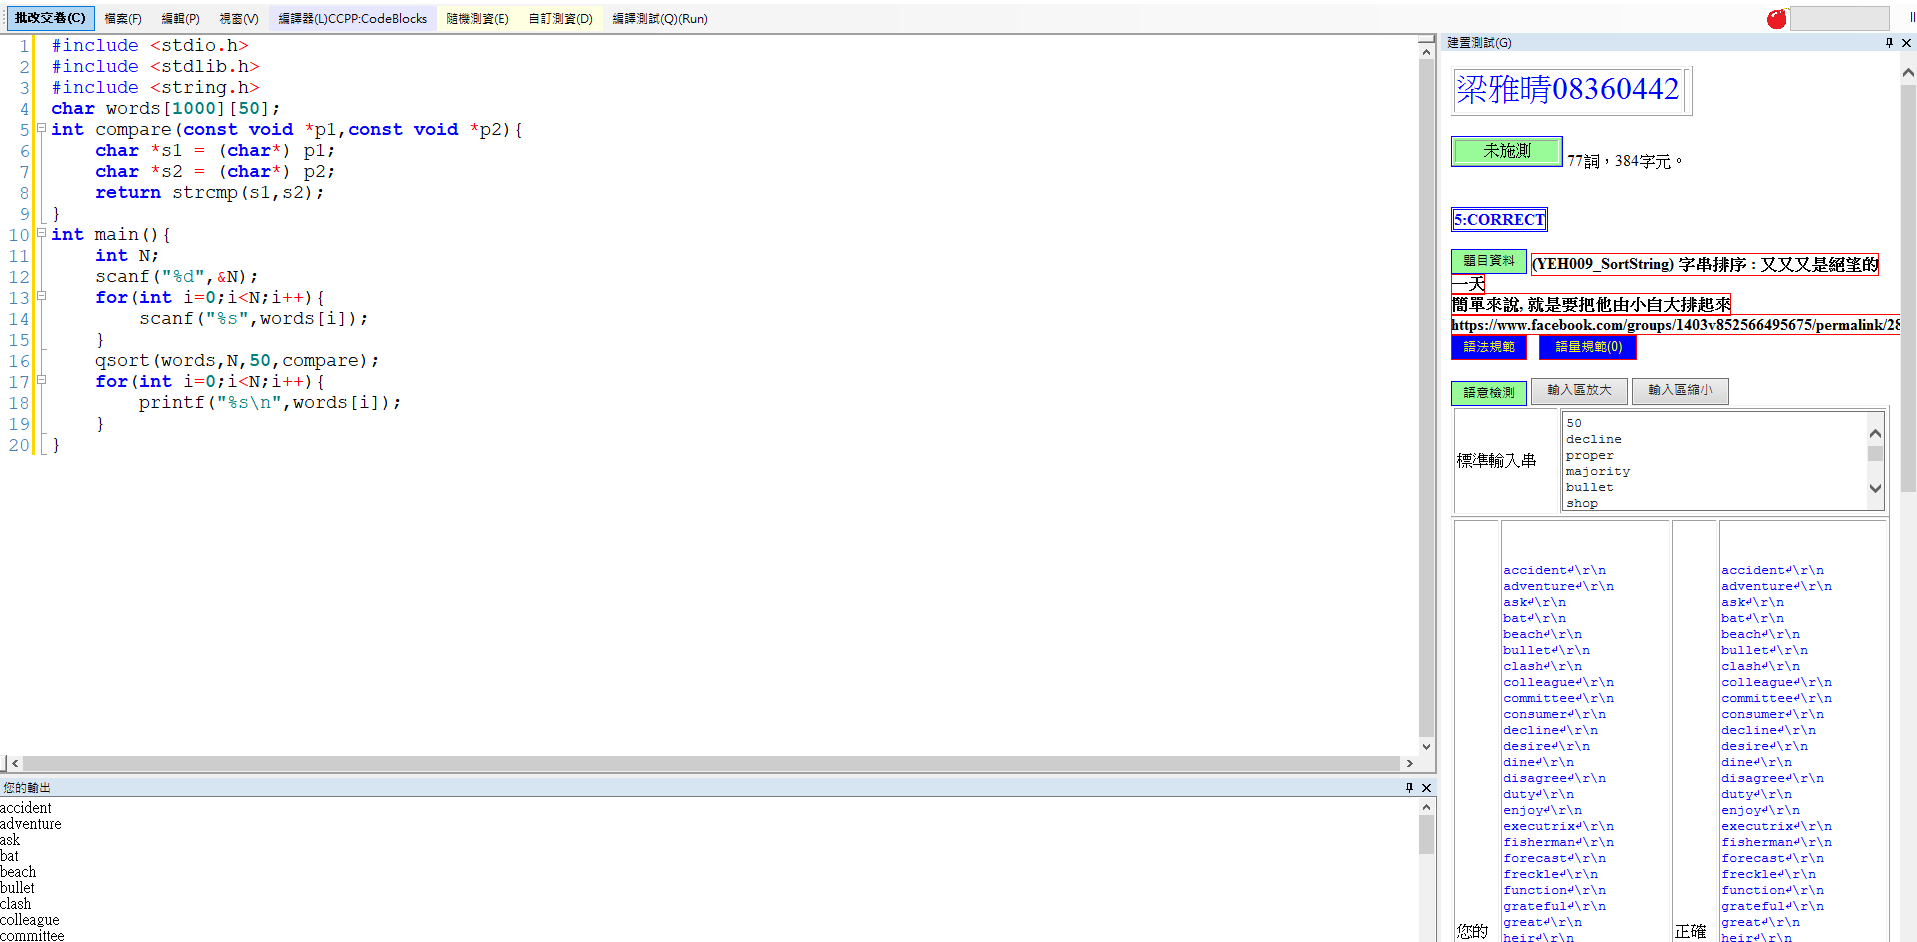 批改交卷(C) 檔案(F) 編輯(P) 視窗(V) 編譯器(L)CCPP:CodeBlocks 隨機測資(E) 自訂測資(D) 編譯測試(Q)(Run)
1 #include <stdio.h>
2 #include <stdlib.h>
3 #include <string.h>
4 char words[1000][50];
5 int compare(const void *p1,const void *p2){
6 char *s1 = (char*) p1;
7 char *s2 = (char*) p2;
8 return strcmp(s1,s2);
9 }
10 int main(){
11 int N;
12 scanf("%d",&N);
13 for(int i=0;i<N;i++){
14 scanf("%s",words[i]);
15 }
16 qsort(words,N,50,compare);
17 for(int i=0;i<N;i++){
18 printf("%s\n",words[i]);
19 }
20 }
您的輸出
accident
adventure
ask
bat
beach
bullet
clash
colleague
committee
建置測試(G)
梁雅晴08360442
未施測 77詞，384字元。
5:CORRECT
題目資料 (YEH009_SortString) 字串排序 : 又又又是絕望的
一天
簡單來說, 就是要把他由小自大排起來
https://www.facebook.com/groups/1403v852566495675/permalink/28
語法規範 語量規範(0)
語意檢測 輸入區放大 輸入區縮小
標準輸入串
50
decline
proper
majority
bullet
shop
您的
accident↲\r\n
adventure↲\r\n
ask↲\r\n
bat↲\r\n
beach↲\r\n
bullet↲\r\n
clash↲\r\n
colleague↲\r\n
committee↲\r\n
consumer↲\r\n
decline↲\r\n
desire↲\r\n
dine↲\r\n
disagree↲\r\n
duty↲\r\n
enjoy↲\r\n
executrix↲\r\n
fisherman↲\r\n
forecast↲\r\n
freckle↲\r\n
function↲\r\n
grateful↲\r\n
great↲\r\n
heir↲\r\n
正確
accident↲\r\n
adventure↲\r\n
ask↲\r\n
bat↲\r\n
beach↲\r\n
bullet↲\r\n
clash↲\r\n
colleague↲\r\n
committee↲\r\n
consumer↲\r\n
decline↲\r\n
desire↲\r\n
dine↲\r\n
disagree↲\r\n
duty↲\r\n
enjoy↲\r\n
executrix↲\r\n
fisherman↲\r\n
forecast↲\r\n
freckle↲\r\n
function↲\r\n
grateful↲\r\n
great↲\r\n
heir↲\r\n